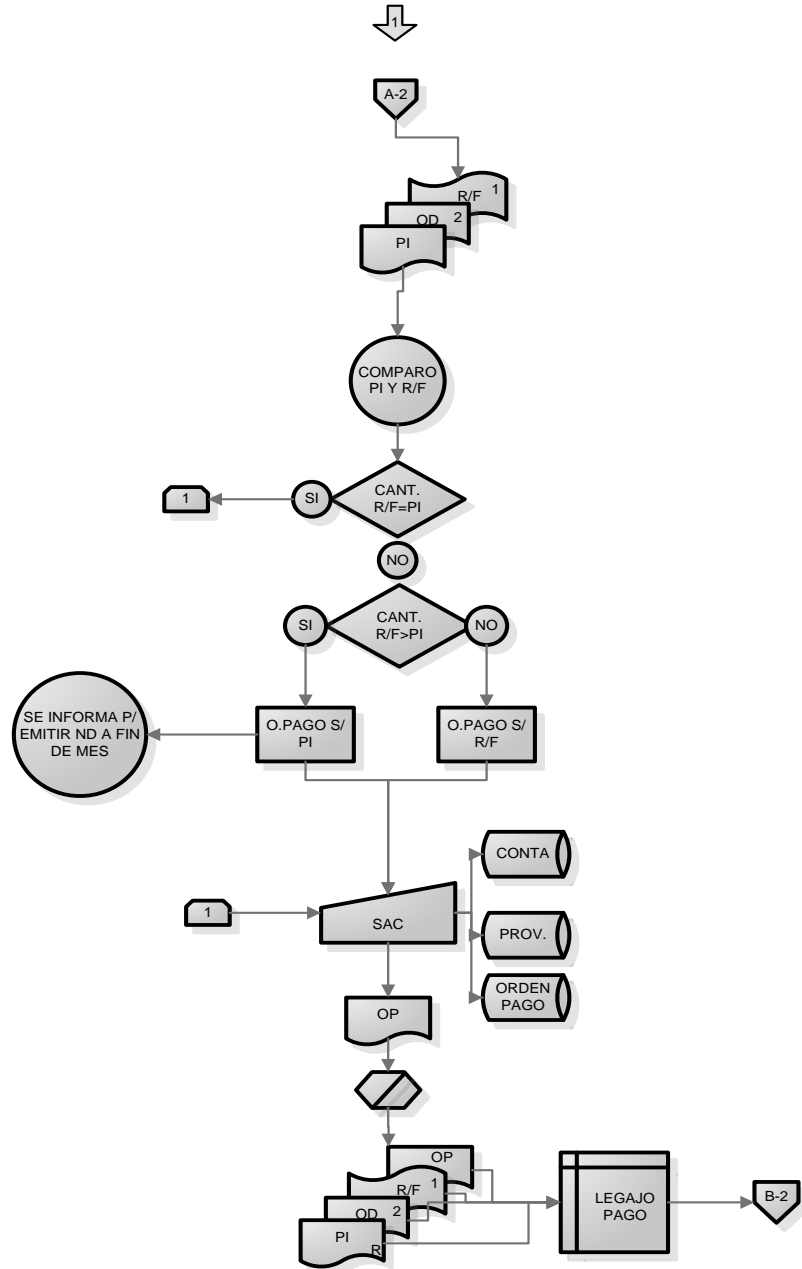 1
A-2
R/F 1
OD 2
PI
COMPARO
PI Y R/F
CANT.
R/F=PI
SI
1
NO
CANT.
R/F>PI
SI
NO
SE INFORMA P/
EMITIR ND A FIN
DE MES
O.PAGO S/
PI
O.PAGO S/
R/F
CONTA
1
SAC
PROV.
ORDEN
PAGO
OP
OP
R/F 1
OD 2
PI R
LEGAJO
PAGO
B-2